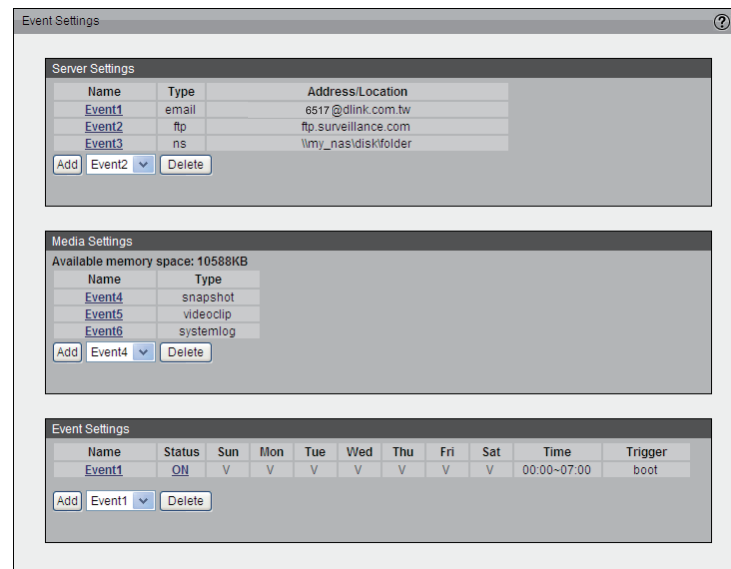 Event Settings ?
Server Settings
Name Type Address/Location
Event1 email 6517@dlink.com.tw
Event2 ftp ftp.surveillance.com
Event3 ns \\my_nas\disk\folder
Add Event2 Delete
Media Settings
Available memory space: 10588KB
Name Type
Event4 snapshot
Event5 videoclip
Event6 systemlog
Add Event4 Delete
Event Settings
Name Status Sun Mon Tue Wed Thu Fri Sat Time Trigger
Event1 ON V V V V V V V 00:00~07:00 boot
Add Event1 Delete